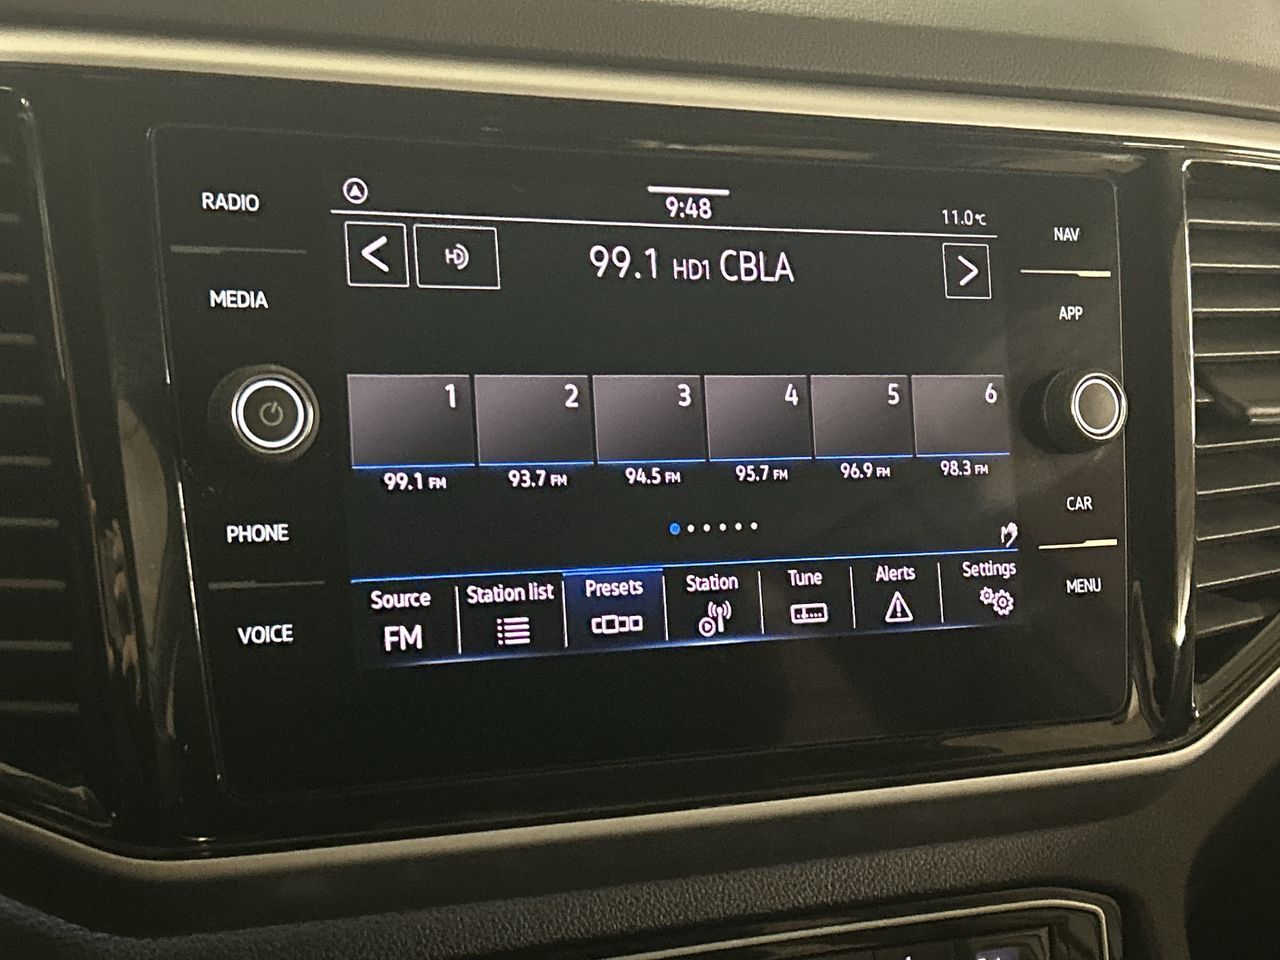 RADIO
MEDIA
PHONE
VOICE
9:48
11.0°C
HD
99.1 HD1 CBLA
1 2 3 4 5 6
99.1 FM 93.7 FM 94.5 FM 95.7 FM 96.9 FM 98.3 FM
Source Station list Presets Station Tune Alerts Settings
FM
NAV
APP
CAR
MENU